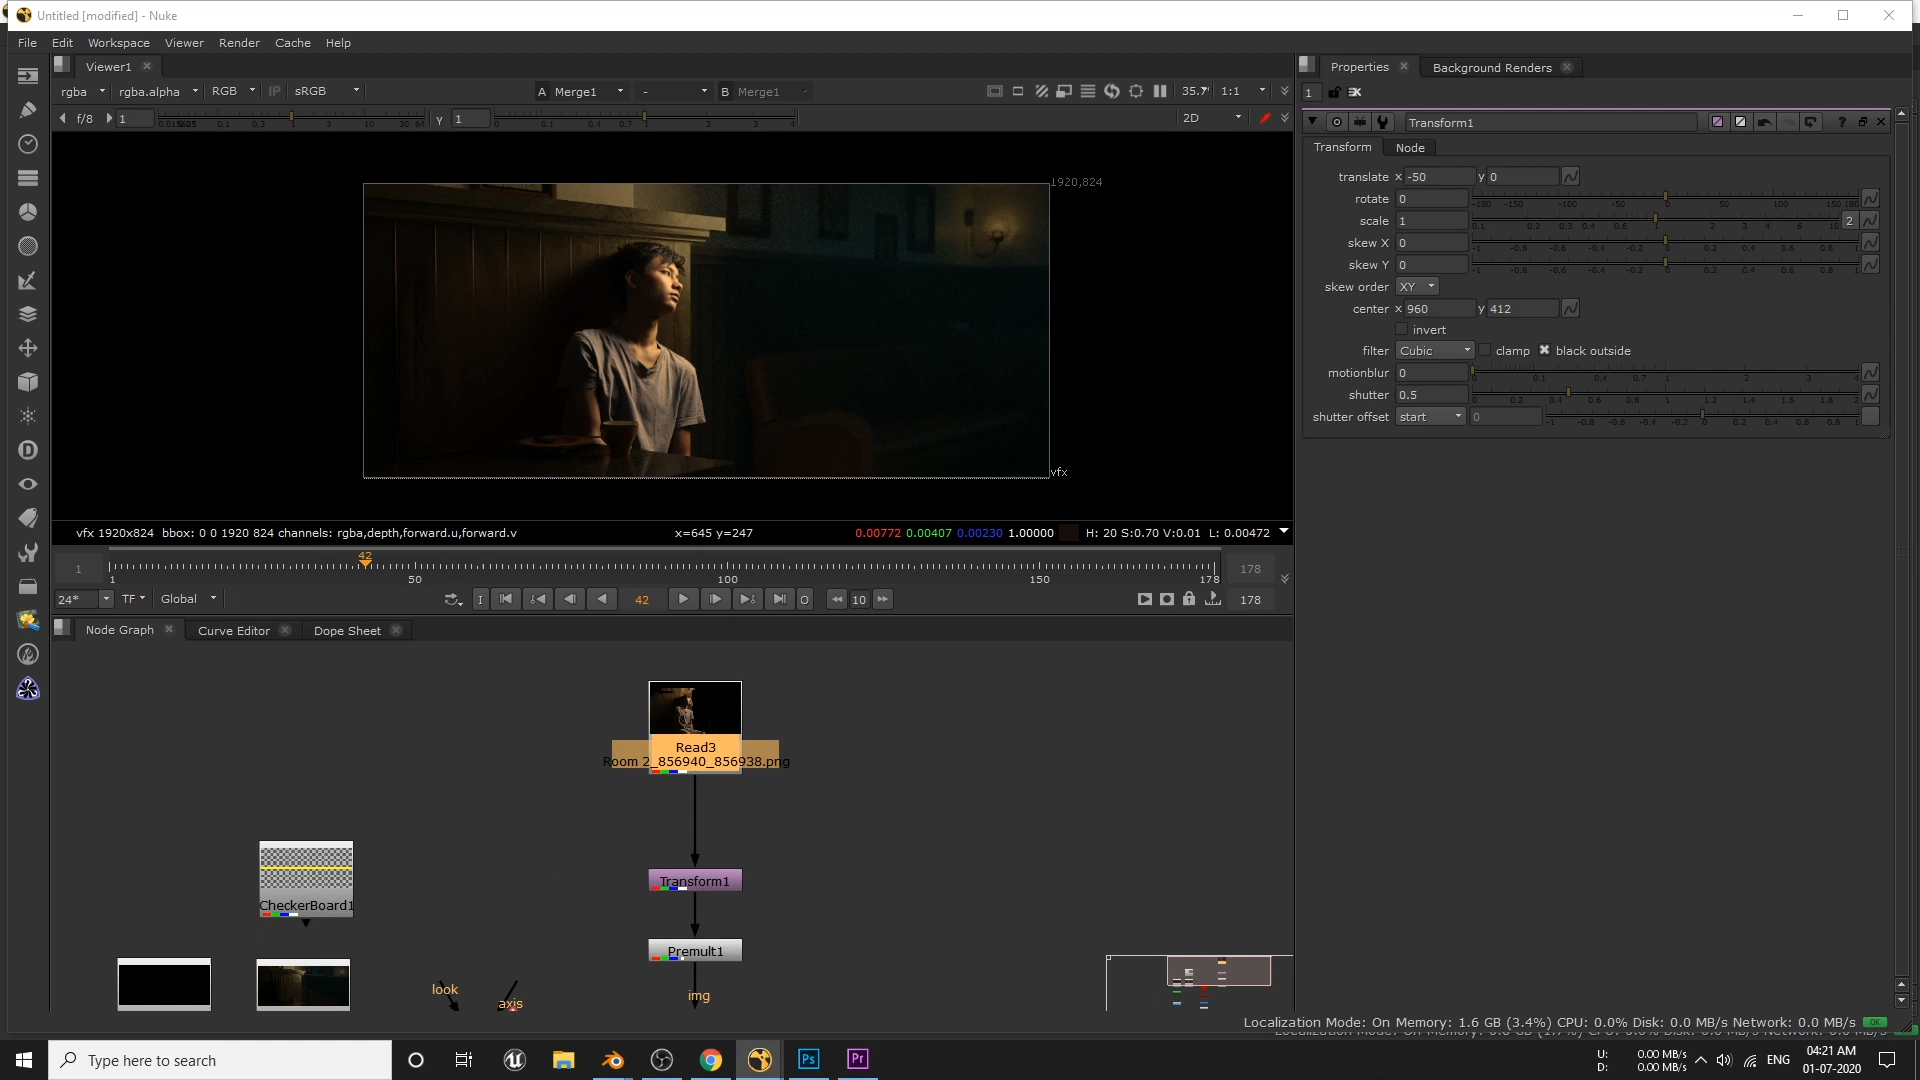 Untitled [modified] - Nuke
File Edit Workspace Viewer Render Cache Help
Viewer1
Properties
Background Renders
rgba rgba.alpha RGB IP sRGB A Merge1 - B Merge1 35.7 1:1
1
f/8 1 y 1 2D
Transform1
Transform Node
translate x -50 y 0
rotate 0
-180 -150 -100 -50 0 50 100 150 180
scale 1 2
0.1 0.2 0.3 0.4 0.6 1 2 3 4 6 10
skew X 0
-1 -0.8 -0.6 -0.4 -0.2 0 0.2 0.4 0.6 0.8 1
skew Y 0
-1 -0.8 -0.6 -0.4 -0.2 0 0.2 0.4 0.6 0.8 1
skew order XY
center x 960 y 412
invert
filter Cubic clamp black outside
motionblur 0
0 0.1 0.4 0.7 1 2 3 4
shutter 0.5
0 0.2 0.4 0.6 0.8 1 1.2 1.4 1.6 1.8 2
shutter offset start 0
-1 -0.8 -0.6 -0.4 -0.2 0 0.2 0.4 0.6 0.8 1
1920,824
vfx
vfx 1920x824 bbox: 0 0 1920 824 channels: rgba,depth,forward.u,forward.v x=645 y=247 0.00772 0.00407 0.00230 1.00000 H: 20 S:0.70 V:0.01 L: 0.00472
42
1 178
1 50 100 150 178
24* TF Global I 42 O 10 178
Node Graph Curve Editor Dope Sheet
Read3
Room 2_856940_856938.png
Transform1
CheckerBoard1
Premult1
look axis img
Localization Mode: On Memory: 1.6 GB (3.4%) CPU: 0.0% Disk: 0.0 MB/s Network: 0.0 MB/s
Type here to search
Ps Pr
U: 0.00 MB/s
D: 0.00 MB/s
ENG
04:21 AM
01-07-2020